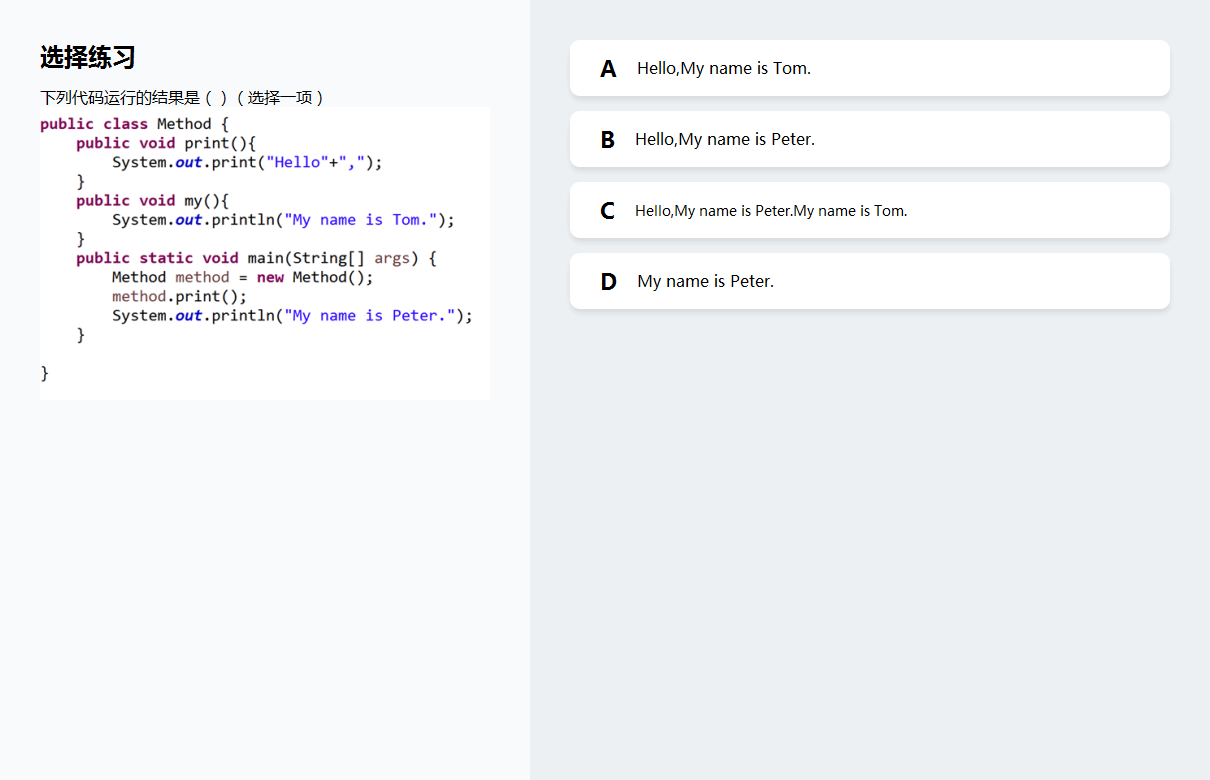 选择练习
下列代码运行的结果是（ ）（选择一项）
public class Method {
    public void print(){
        System.out.print("Hello"+",");
    }
    public void my(){
        System.out.println("My name is Tom.");
    }
    public static void main(String[] args) {
        Method method = new Method();
        method.print();
        System.out.println("My name is Peter.");
    }
}
A Hello,My name is Tom.
B Hello,My name is Peter.
C Hello,My name is Peter.My name is Tom.
D My name is Peter.